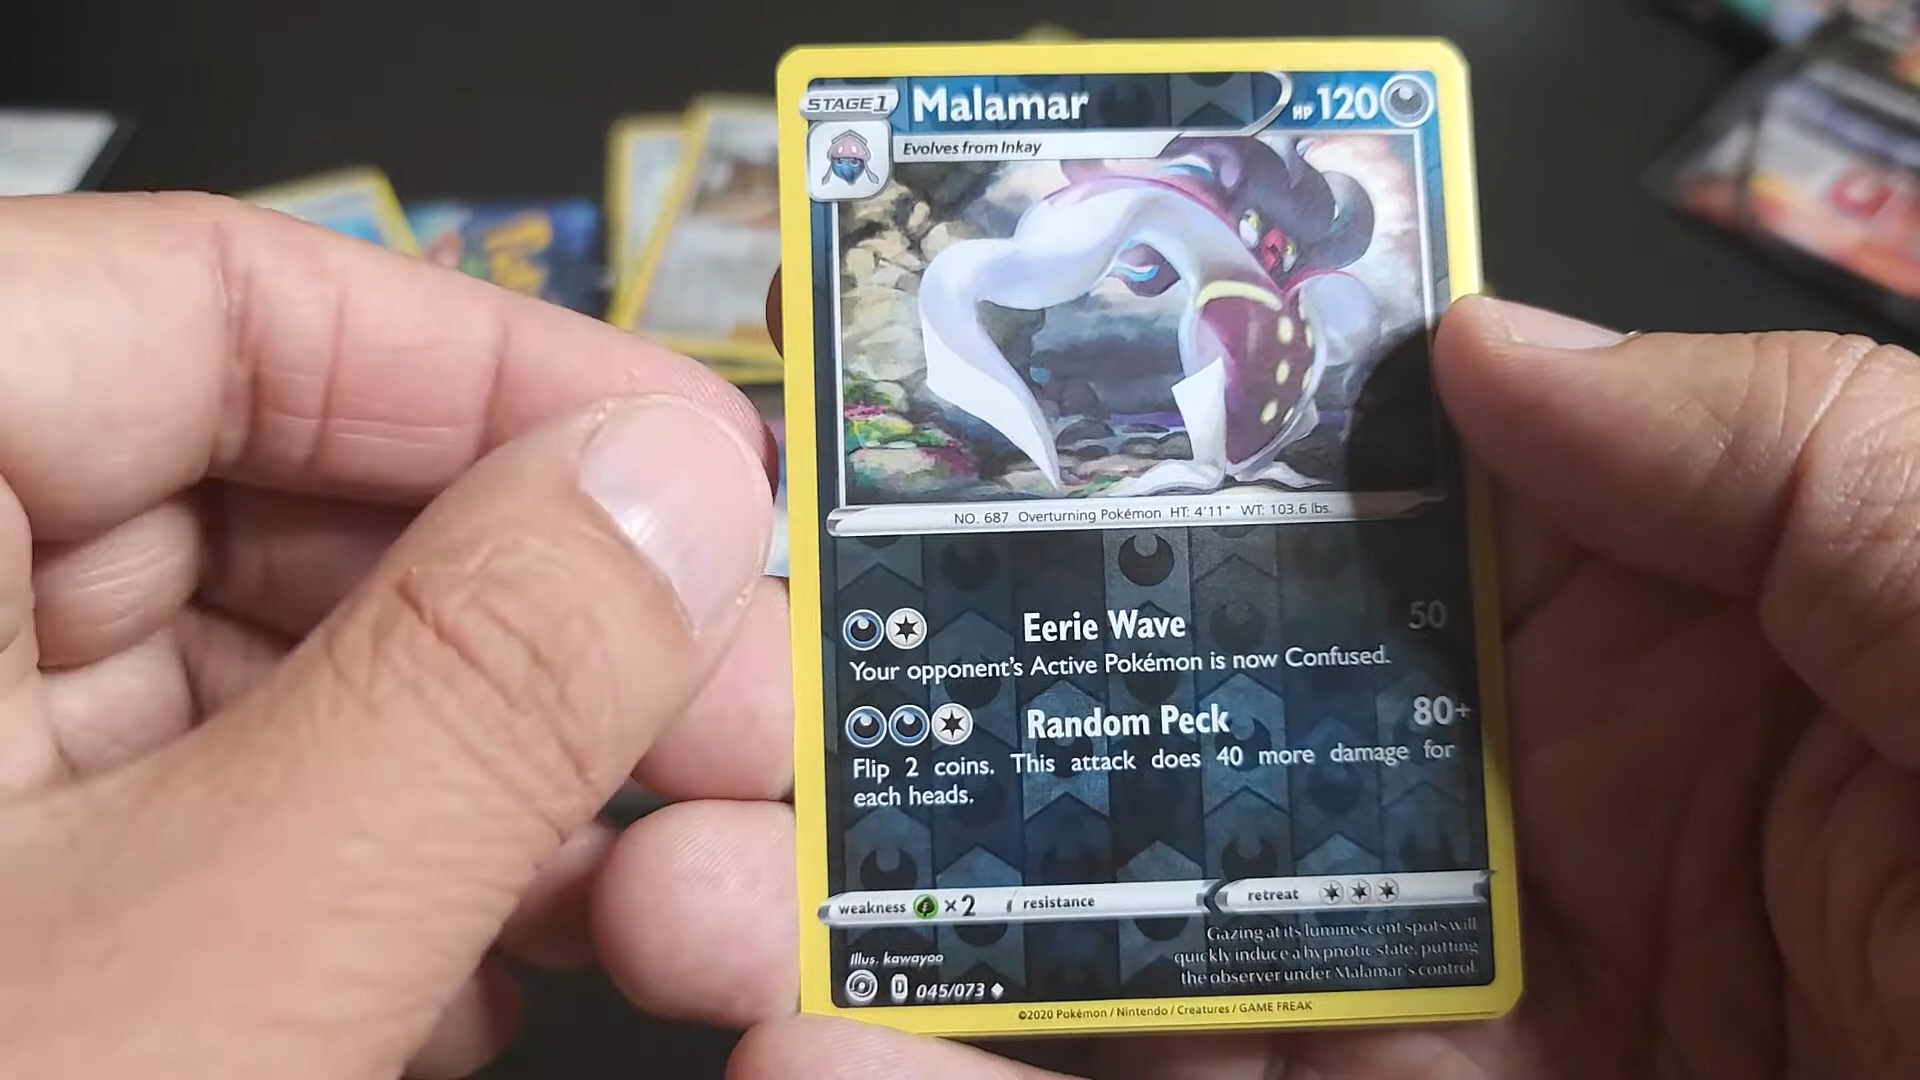 STAGE 1 Malamar HP 120
Evolves from Inkay
NO. 687 Overturning Pokémon HT: 4'11" WT: 103.6 lbs.
Eerie Wave 50
Your opponent's Active Pokémon is now Confused.
Random Peck 80+
Flip 2 coins. This attack does 40 more damage for
each heads.
weakness ×2 resistance retreat
Gazing at its luminescent spots will
quickly induce a hypnotic state, putting
the observer under Malamar's control.
Illus. kawayoo
D 045/073
©2020 Pokémon / Nintendo / Creatures / GAME FREAK